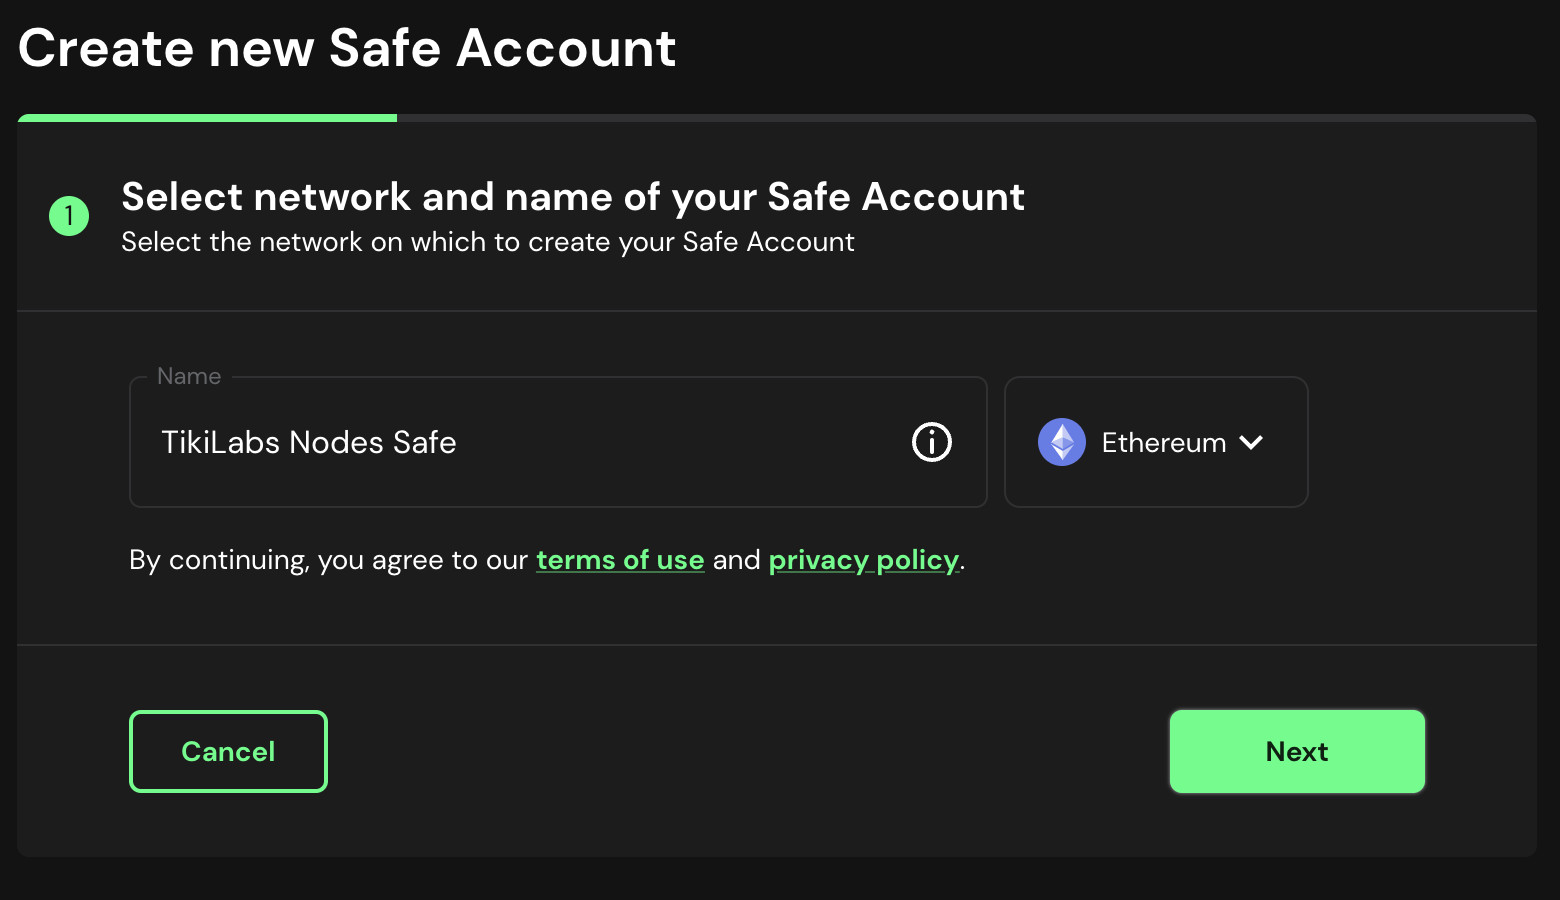 Create new Safe Account
1
Select network and name of your Safe Account
Select the network on which to create your Safe Account
Name
TikiLabs Nodes Safe
Ethereum
By continuing, you agree to our terms of use and privacy policy.
Cancel
Next